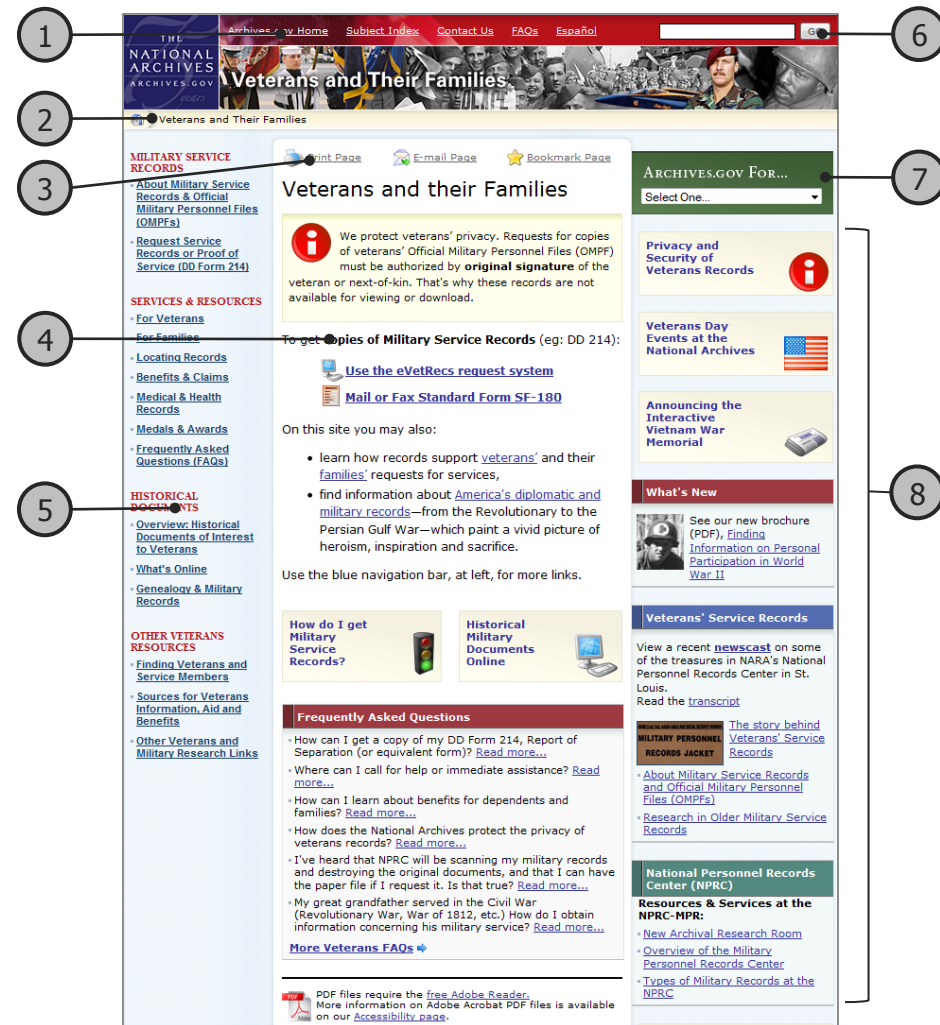 1
2
3
4
5
6
7
8
THE
NATIONAL
ARCHIVES
ARCHIVES.GOV
years
Archives.gov Home Subject Index Contact Us FAQs Español
Veterans and Their Families
Veterans and Their Families
MILITARY SERVICE
RECORDS
About Military Service
Records & Official
Military Personnel Files
(OMPFs)
Request Service
Records or Proof of
Service (DD Form 214)
SERVICES & RESOURCES
For Veterans
For Families
Locating Records
Benefits & Claims
Medical & Health
Records
Medals & Awards
Frequently Asked
Questions (FAQs)
HISTORICAL
DOCUMENTS
Overview: Historical
Documents of Interest
to Veterans
What's Online
Genealogy & Military
Records
OTHER VETERANS
RESOURCES
Finding Veterans and
Service Members
Sources for Veterans
Information, Aid and
Benefits
Other Veterans and
Military Research Links
Print Page E-mail Page Bookmark Page
Veterans and their Families
We protect veterans' privacy. Requests for copies
of veterans' Official Military Personnel Files (OMPF)
must be authorized by original signature of the
veteran or next-of-kin. That's why these records are not
available for viewing or download.
To get copies of Military Service Records (eg: DD 214):
Use the eVetRecs request system
Mail or Fax Standard Form SF-180
On this site you may also:
• learn how records support veterans' and their
families' requests for services,
• find information about America's diplomatic and
military records—from the Revolutionary to the
Persian Gulf War—which paint a vivid picture of
heroism, inspiration and sacrifice.
Use the blue navigation bar, at left, for more links.
How do I get
Military
Service
Records?
Historical
Military
Documents
Online
Frequently Asked Questions
How can I get a copy of my DD Form 214, Report of
Separation (or equivalent form)? Read more...
Where can I call for help or immediate assistance? Read
more...
How can I learn about benefits for dependents and
families? Read more...
How does the National Archives protect the privacy of
veterans records? Read more...
I've heard that NPRC will be scanning my military records
and destroying the original documents, and that I can have
the paper file if I request it. Is that true? Read more...
My great grandfather served in the Civil War
(Revolutionary War, War of 1812, etc.) How do I obtain
information concerning his military service? Read more...
More Veterans FAQs
PDF
Adobe
PDF files require the free Adobe Reader.
More information on Adobe Acrobat PDF files is available
on our Accessibility page.
ARCHIVES.GOV FOR...
Select One...
Privacy and
Security of
Veterans Records
Veterans Day
Events at the
National Archives
Announcing the
Interactive
Vietnam War
Memorial
What's New
See our new brochure
(PDF), Finding
Information on Personal
Participation in World
War II
Veterans' Service Records
View a recent newscast on some
of the treasures in NARA's National
Personnel Records Center in St.
Louis.
Read the transcript
MILITARY PERSONNEL
RECORDS JACKET
The story behind
Veterans' Service
Records
About Military Service Records
and Official Military Personnel
Files (OMPFs)
Research in Older Military Service
Records
National Personnel Records
Center (NPRC)
Resources & Services at the
NPRC-MPR:
New Archival Research Room
Overview of the Military
Personnel Records Center
Types of Military Records at the
NPRC